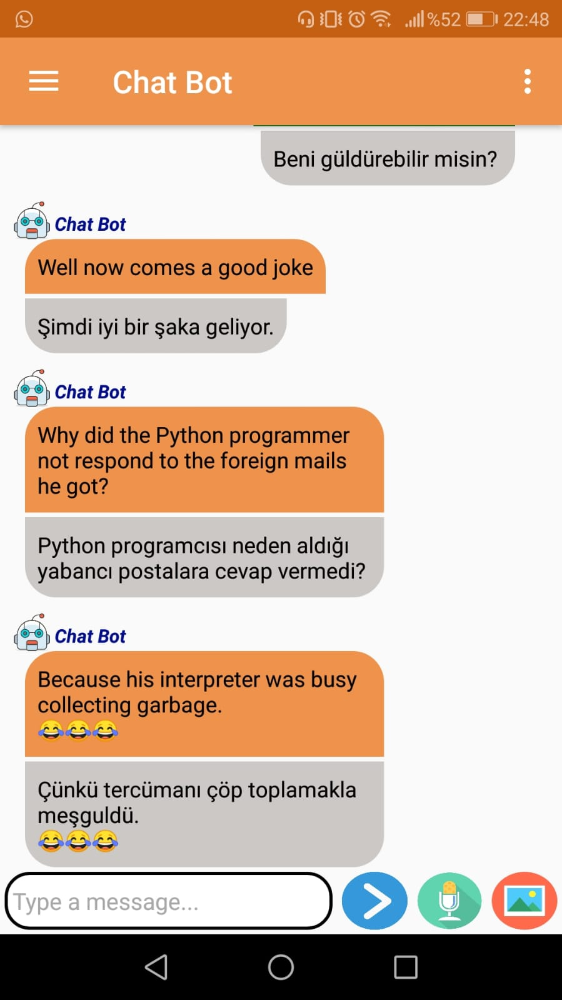 %52
22:48
Chat Bot
Beni güldürebilir misin?
Chat Bot
Well now comes a good joke
Şimdi iyi bir şaka geliyor.
Chat Bot
Why did the Python programmer
not respond to the foreign mails
he got?
Python programcısı neden aldığı
yabancı postalara cevap vermedi?
Chat Bot
Because his interpreter was busy
collecting garbage.
😂😂😂
Çünkü tercümanı çöp toplamakla
meşguldü.
😂😂😂
Type a message...